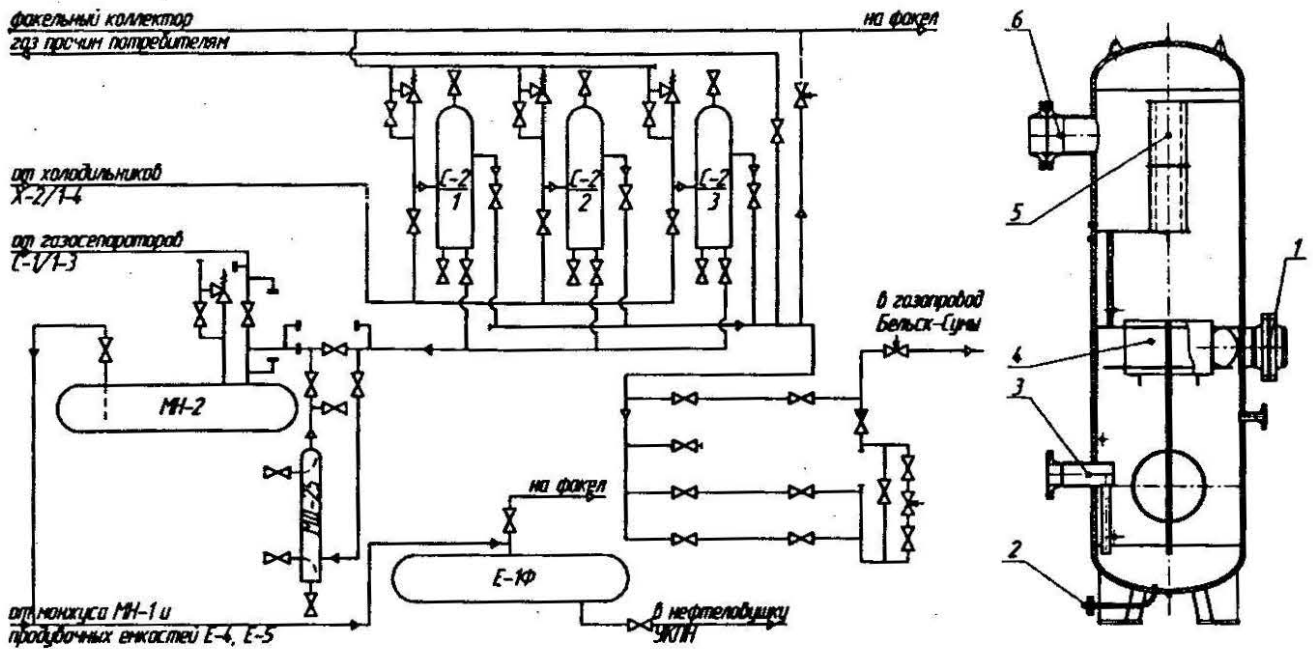 факельный коллектор
на факел
газ прочим потребителям
от холодильников
Х-2/1-4
от газосепараторов
С-1/1-3
С-2
1
С-2
2
С-2
3
МН-2
МЦ-25
в газопровод
Бельск-Сумы
на факел
Е-1Ф
от монжуса МН-1 и
продувочных емкостей Е-4, Е-5
в нефтеловушку
УКПН
6
5
1
4
3
2